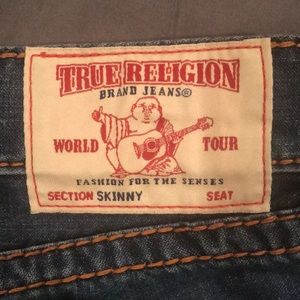 TRUE RELIGION
BRAND JEANS®
WORLD TOUR
FASHION FOR THE SENSES
SECTION SKINNY SEAT